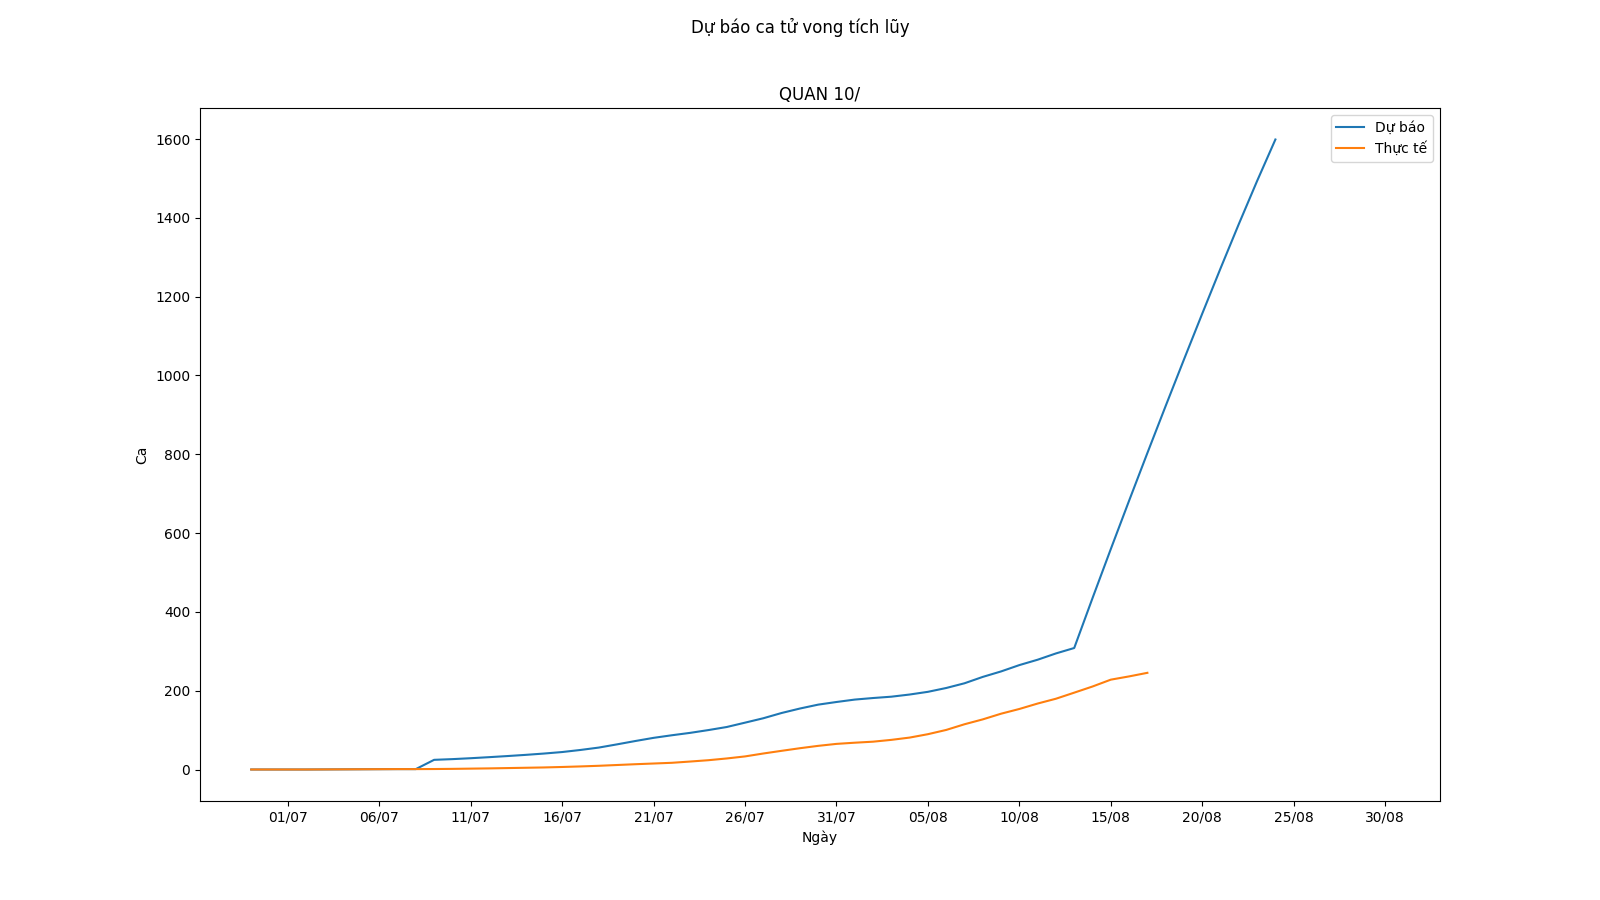 Dự báo ca tử vong tích lũy
QUAN 10/
Dự báo
Thực tế
1600
1400
1200
1000
800
600
400
200
0
Ca
01/07 06/07 11/07 16/07 21/07 26/07 31/07 05/08 10/08 15/08 20/08 25/08 30/08
Ngày